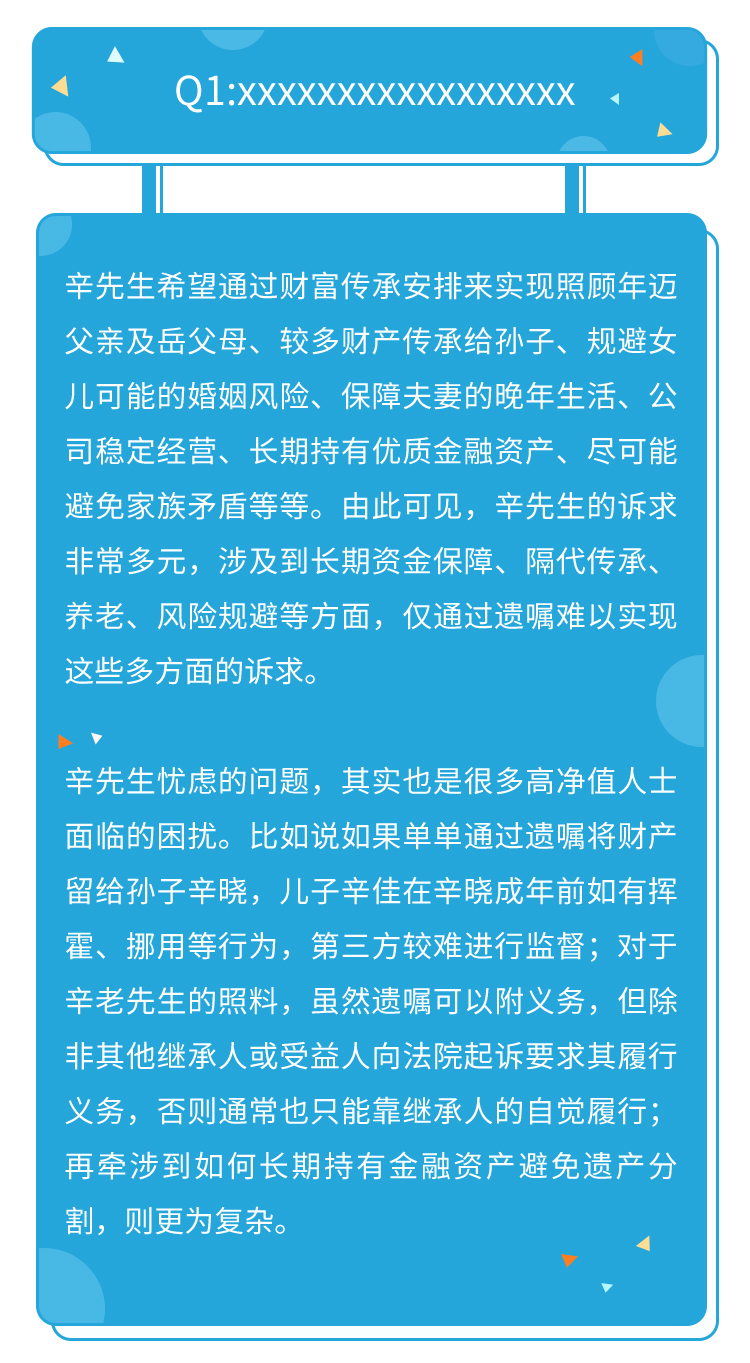 Q1:xxxxxxxxxxxxxxxxx
辛先生希望通过财富传承安排来实现照顾年迈
父亲及岳父母、较多财产传承给孙子、规避女
儿可能的婚姻风险、保障夫妻的晚年生活、公
司稳定经营、长期持有优质金融资产、尽可能
避免家族矛盾等等。由此可见，辛先生的诉求
非常多元，涉及到长期资金保障、隔代传承、
养老、风险规避等方面，仅通过遗嘱难以实现
这些多方面的诉求。
辛先生忧虑的问题，其实也是很多高净值人士
面临的困扰。比如说如果单单通过遗嘱将财产
留给孙子辛晓，儿子辛佳在辛晓成年前如有挥
霍、挪用等行为，第三方较难进行监督；对于
辛老先生的照料，虽然遗嘱可以附义务，但除
非其他继承人或受益人向法院起诉要求其履行
义务，否则通常也只能靠继承人的自觉履行；
再牵涉到如何长期持有金融资产避免遗产分
割，则更为复杂。